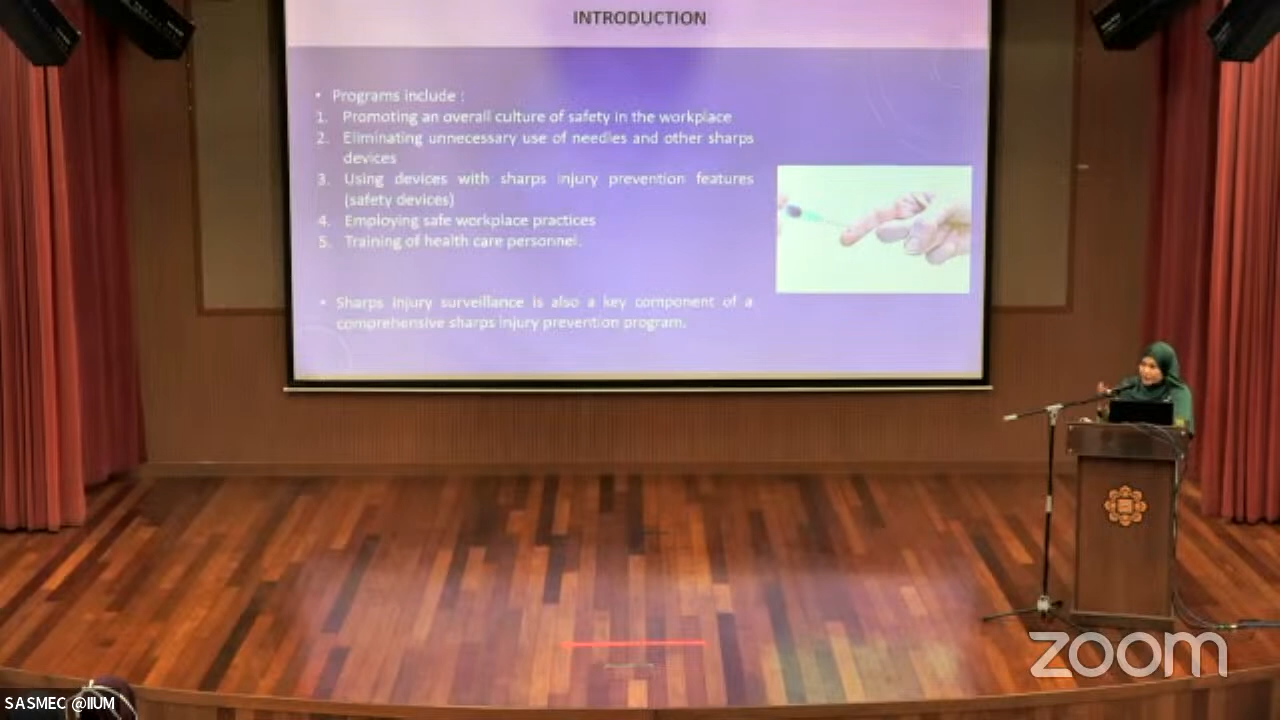 INTRODUCTION
• Programs include :
1. Promoting an overall culture of safety in the workplace
2. Eliminating unnecessary use of needles and other sharps
devices
3. Using devices with sharps injury prevention features
(safety devices)
4. Employing safe workplace practices
5. Training of health care personnel.
• Sharps injury surveillance is also a key component of a
comprehensive sharps injury prevention program.
zoom
SASMEC @IIUM